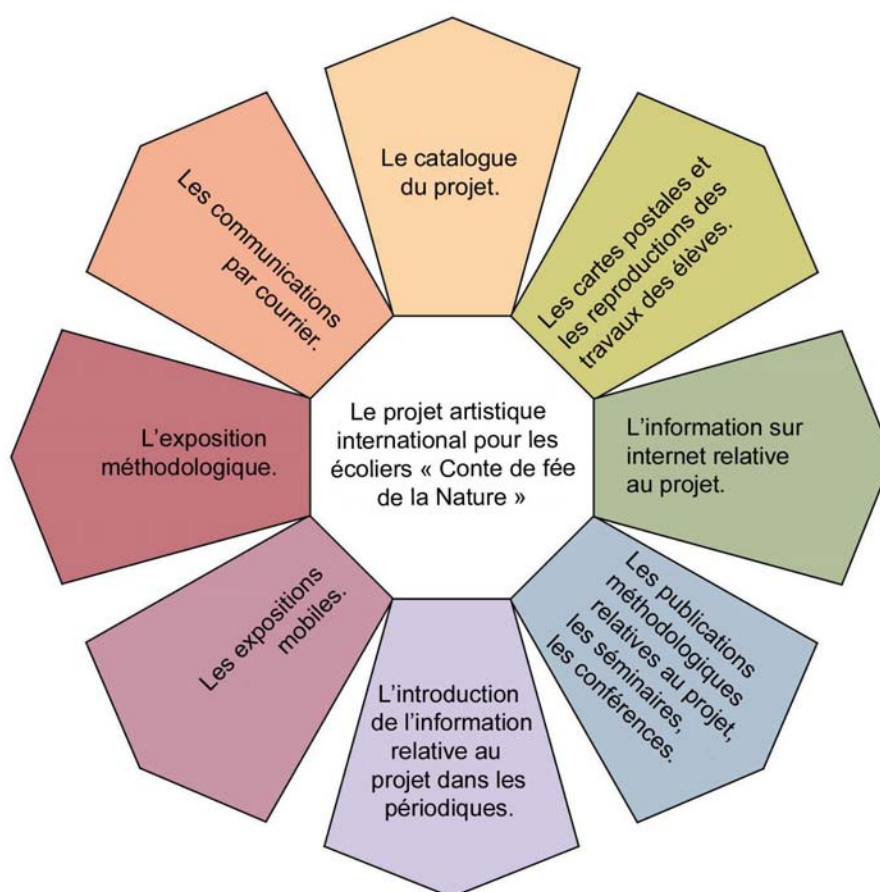 Le catalogue
du projet.
Les cartes postales et
les reproductions des
travaux des élèves.
L'information sur
internet relative
au projet.
Les publications
méthodologiques
relatives au projet,
les séminaires,
les conférences.
L'introduction
de l'information
relative au
projet dans les
périodiques.
Les expositions
mobiles.
L'exposition
méthodologique.
Les communications
par courrier.
Le projet artistique
international pour les
écoliers « Conte de fée
de la Nature »